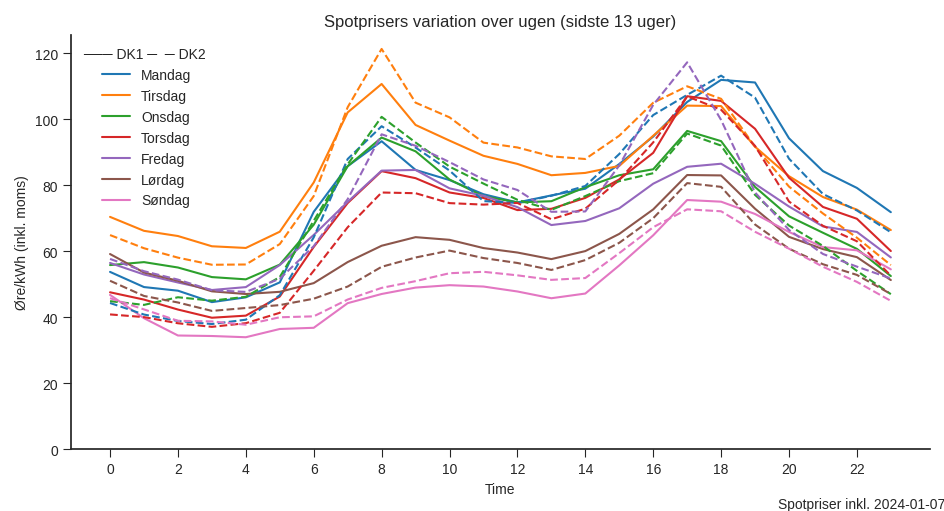 Spotprisers variation over ugen (sidste 13 uger)
DK1 DK2
Mandag
Tirsdag
Onsdag
Torsdag
Fredag
Lørdag
Søndag
Øre/kWh (inkl. moms)
120
100
80
60
40
20
0
0 2 4 6 8 10 12 14 16 18 20 22
Time
Spotpriser inkl. 2024-01-07